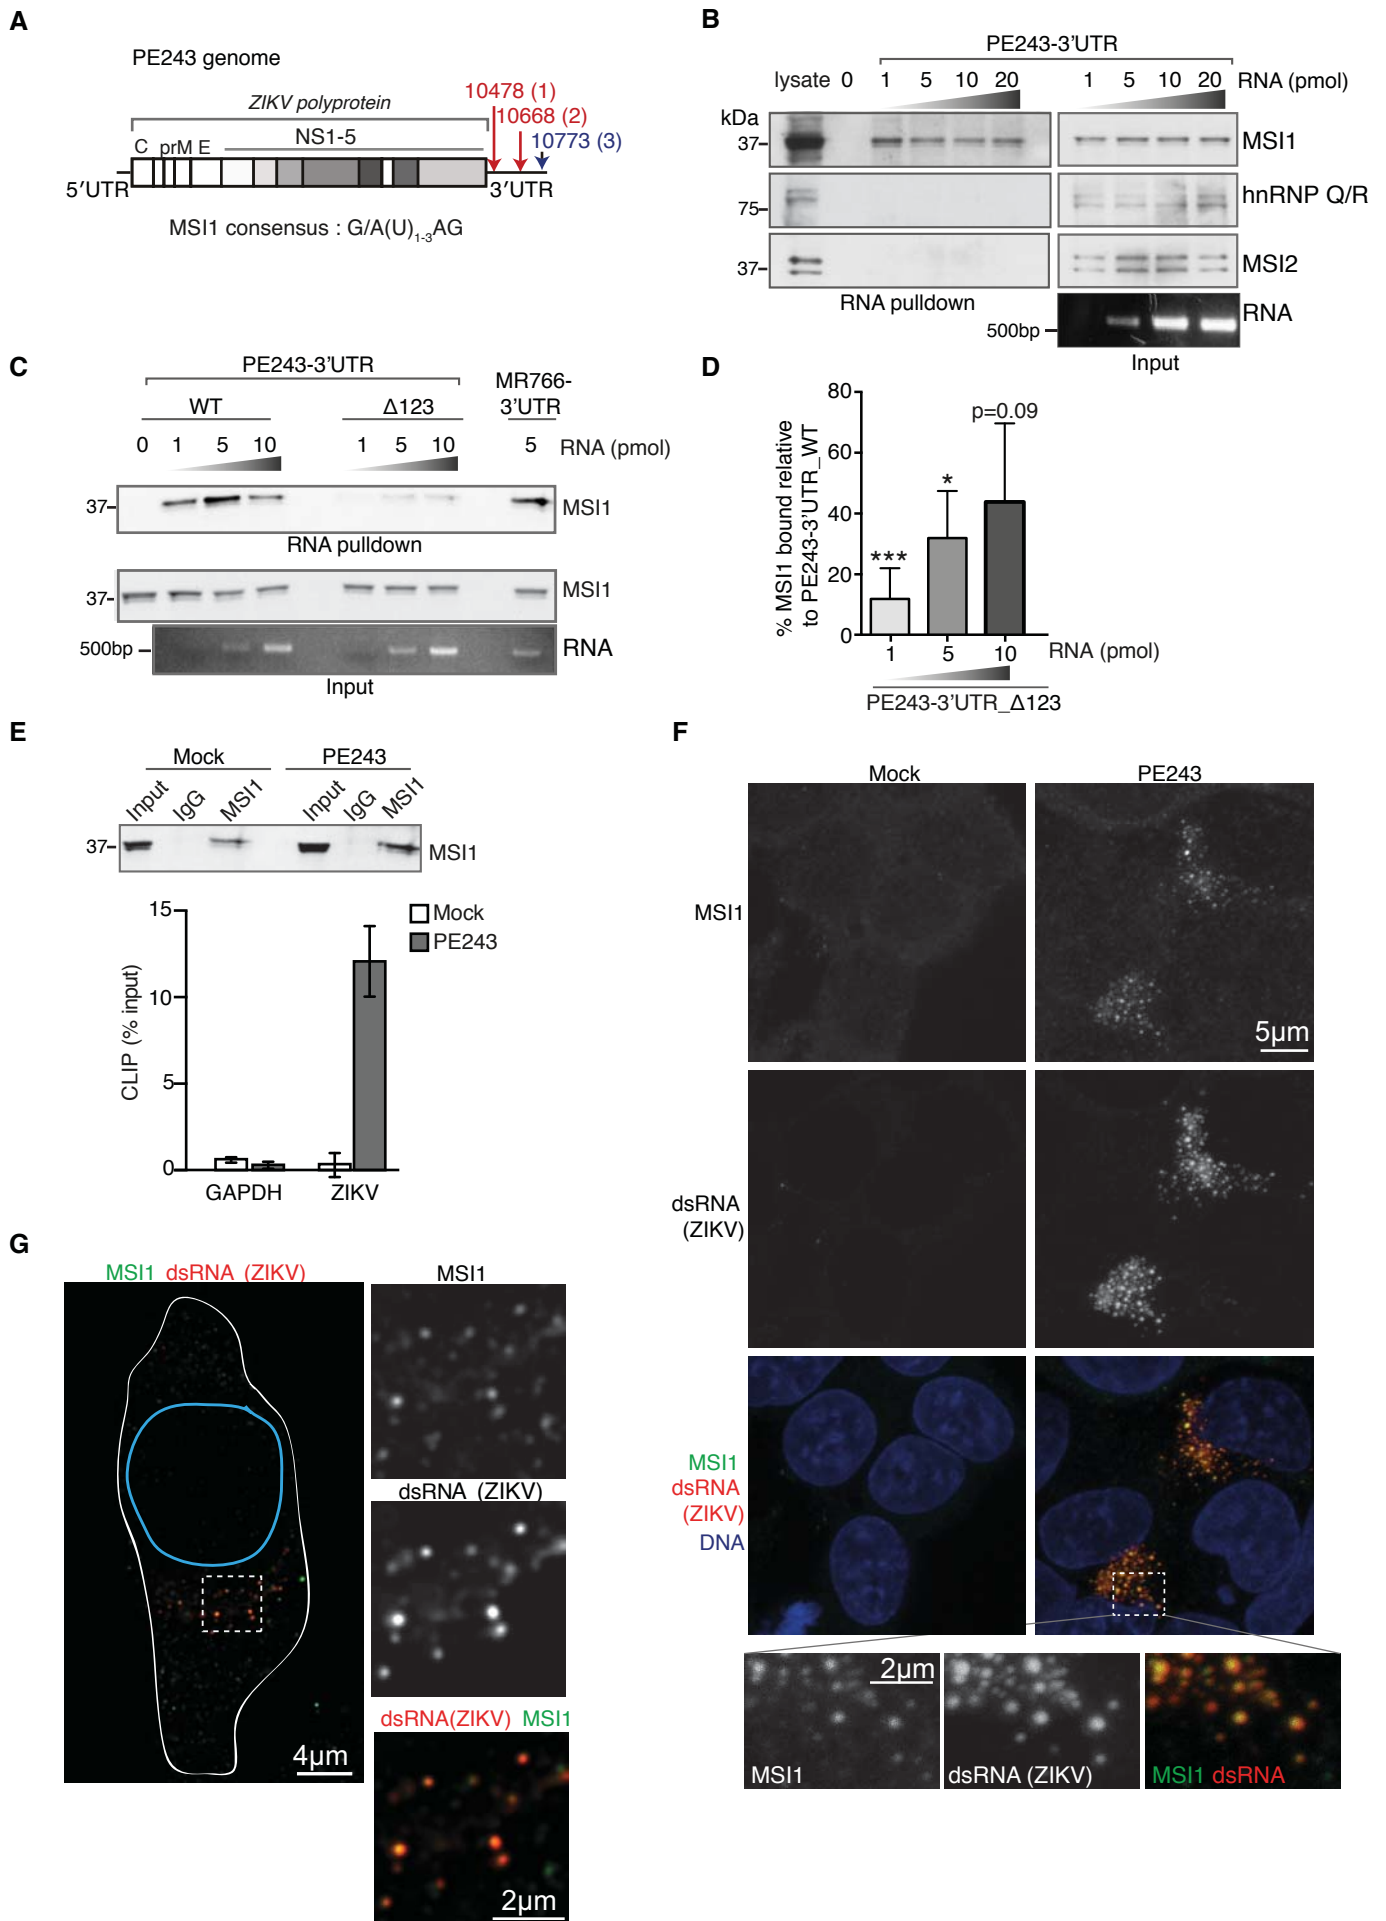 A
PE243 genome
ZIKV polyprotein
10478 (1)
10668 (2)
10773 (3)
C prM E
NS1-5
5'UTR
3'UTR
MSI1 consensus : G/A(U)1-3AG
B
PE243-3'UTR
lysate 0 1 5 10 20 1 5 10 20 RNA (pmol)
kDa
37
MSI1
75
hnRNP Q/R
37
MSI2
RNA pulldown
500bp
RNA
Input
C
PE243-3'UTR
MR766-
3'UTR
WT Δ123
0 1 5 10 1 5 10 5 RNA (pmol)
37
MSI1
RNA pulldown
37
MSI1
500bp
RNA
Input
D
% MSI1 bound relative
to PE243-3'UTR_WT
80
60
40
20
0
***
*
p=0.09
1 5 10 RNA (pmol)
PE243-3'UTR_Δ123
E
Mock PE243
Input IgG MSI1 Input IgG MSI1
37
MSI1
CLIP (% input)
15
10
5
0
Mock
PE243
GAPDH ZIKV
F
Mock PE243
MSI1
5µm
dsRNA
(ZIKV)
MSI1
dsRNA
(ZIKV)
DNA
2µm
MSI1
dsRNA (ZIKV)
MSI1 dsRNA
G
MSI1 dsRNA (ZIKV)
4µm
MSI1
dsRNA (ZIKV)
dsRNA(ZIKV) MSI1
2µm